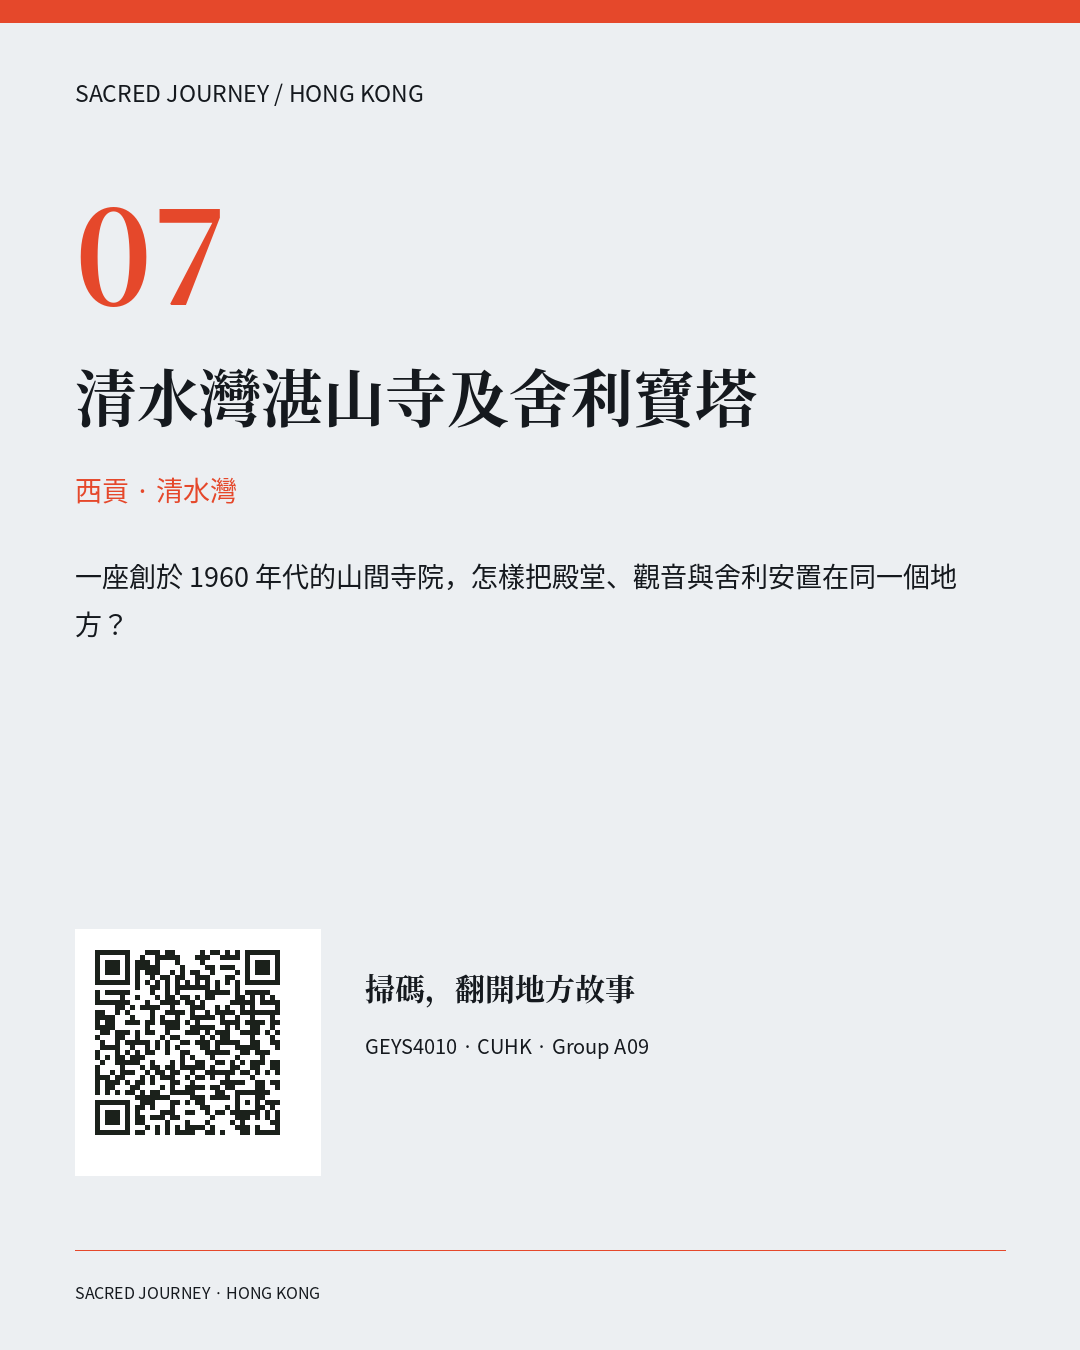 SACRED JOURNEY / HONG KONG
07
清水灣湛山寺及舍利寶塔
西貢 · 清水灣
一座創於 1960 年代的山間寺院，怎樣把殿堂、觀音與舍利安置在同一個地
方？
掃碼，翻開地方故事
GEYS4010 · CUHK · Group A09
SACRED JOURNEY · HONG KONG